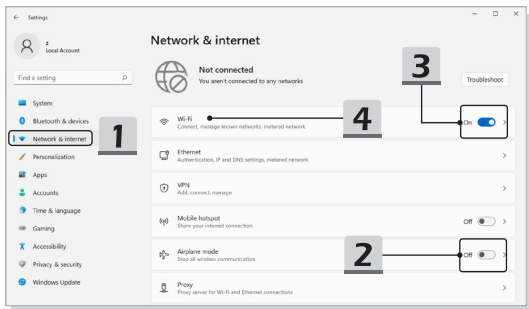 Settings
z
Local Account
Find a setting
System
Bluetooth & devices
Network & internet
Personalization
Apps
Accounts
Time & language
Gaming
Accessibility
Privacy & security
Windows Update
1
Network & internet
Not connected
You aren't connected to any networks
Troubleshoot
3
Wi-Fi
Connect, manage known networks, metered network
4
On
Ethernet
Authentication, IP and DNS settings, metered network
VPN
Add, connect, manage
Mobile hotspot
Share your internet connection
Off
Airplane mode
Stop all wireless communication
2
Off
Proxy
Proxy server for Wi-Fi and Ethernet connections